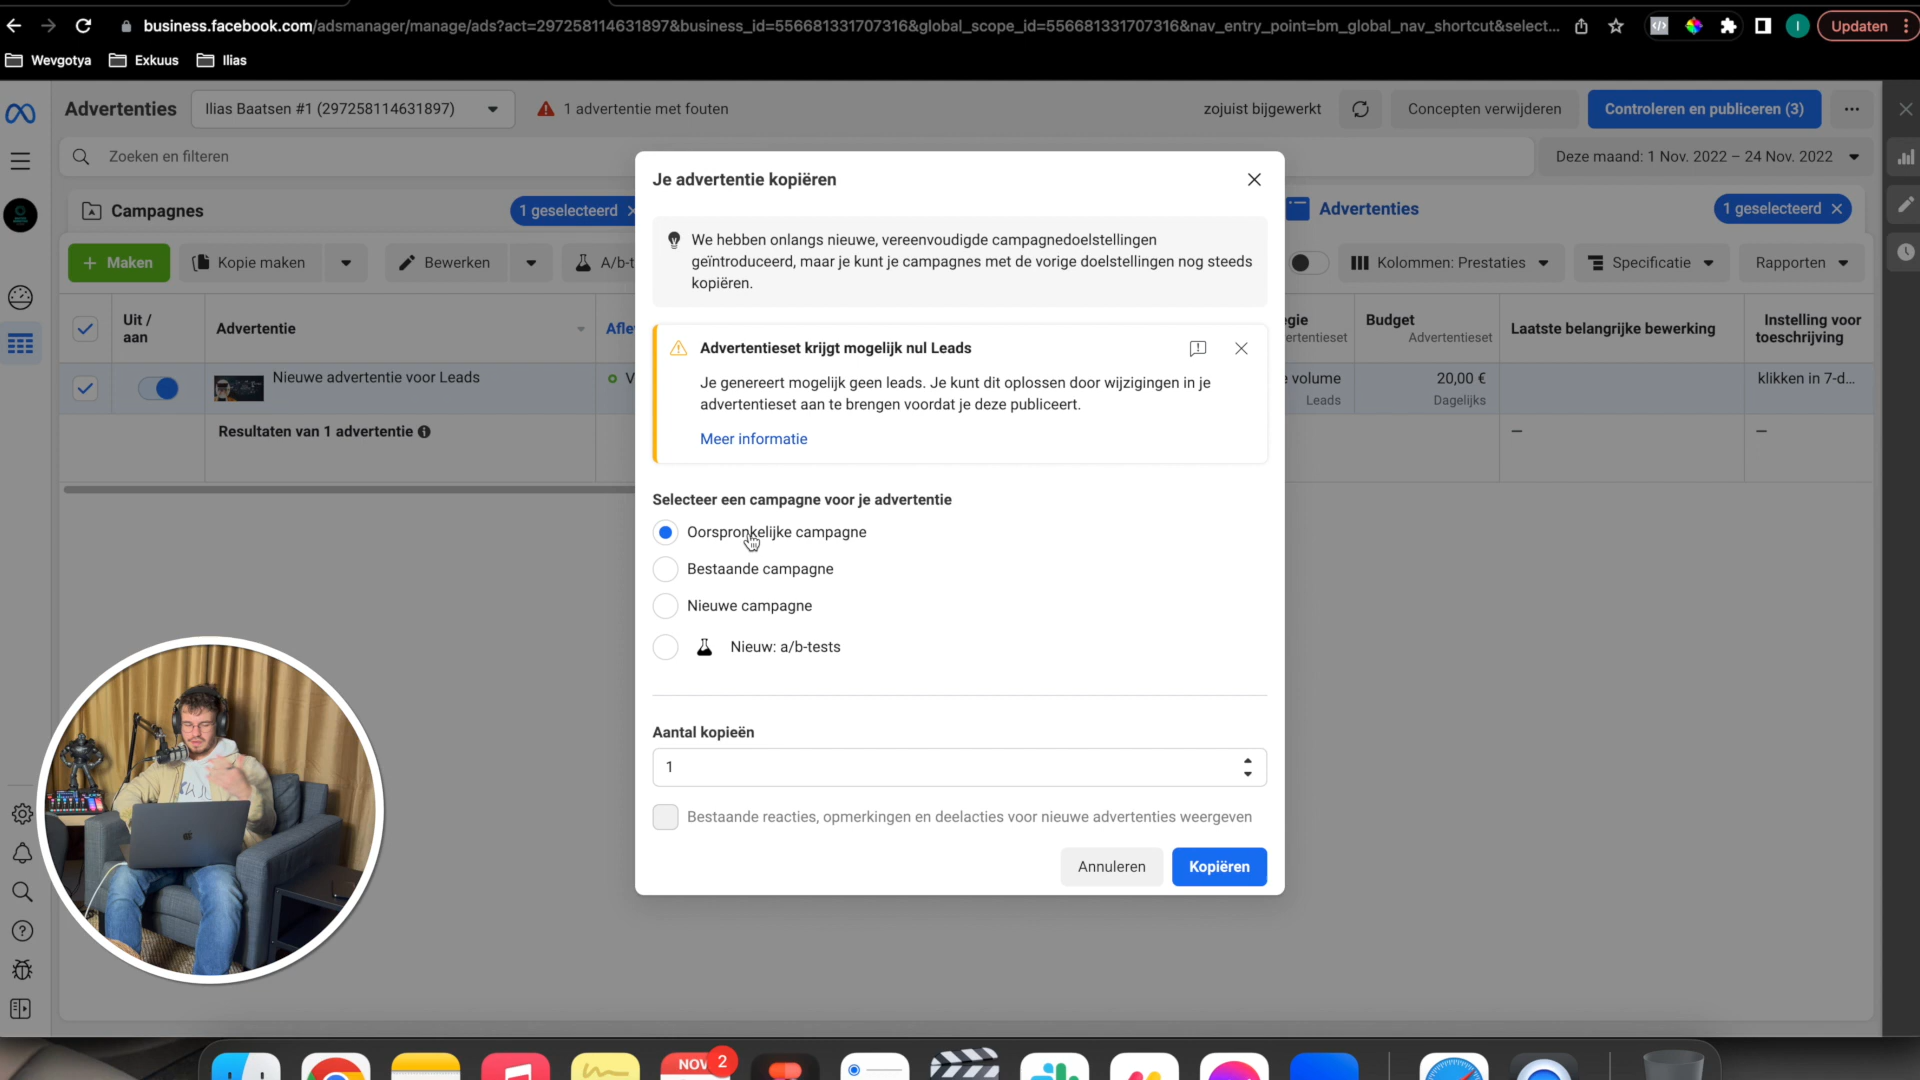 business.facebook.com/adsmanager/manage/ads?act=297258114631897&business_id=556681331707316&global_scope_id=556681331707316&nav_entry_point=bm_global_nav_shortcut&select...
Updaten
Wevgotya
Exkuus
Ilias
Advertenties
Ilias Baatsen #1 (297258114631897)
1 advertentie met fouten
zojuist bijgewerkt
Concepten verwijderen
Controleren en publiceren (3)
Zoeken en filteren
Deze maand: 1 Nov. 2022 – 24 Nov. 2022
Campagnes
1 geselecteerd
Advertenties
1 geselecteerd
+ Maken
Kopie maken
Bewerken
A/b-t
Kolommen: Prestaties
Specificatie
Rapporten
Uit / aan
Advertentie
Afle
gie
ertentieset
Budget
Advertentieset
Laatste belangrijke bewerking
Instelling voor
toeschrijving
Nieuwe advertentie voor Leads
V
volume
Leads
20,00 €
Dagelijks
klikken in 7-d...
Resultaten van 1 advertentie
—
—
Je advertentie kopiëren
We hebben onlangs nieuwe, vereenvoudigde campagnedoelstellingen
geïntroduceerd, maar je kunt je campagnes met de vorige doelstellingen nog steeds
kopiëren.
Advertentieset krijgt mogelijk nul Leads
Je genereert mogelijk geen leads. Je kunt dit oplossen door wijzigingen in je
advertentieset aan te brengen voordat je deze publiceert.
Meer informatie
Selecteer een campagne voor je advertentie
Oorspronkelijke campagne
Bestaande campagne
Nieuwe campagne
Nieuw: a/b-tests
Aantal kopieën
1
Bestaande reacties, opmerkingen en deelacties voor nieuwe advertenties weergeven
Annuleren
Kopiëren
NOV
2